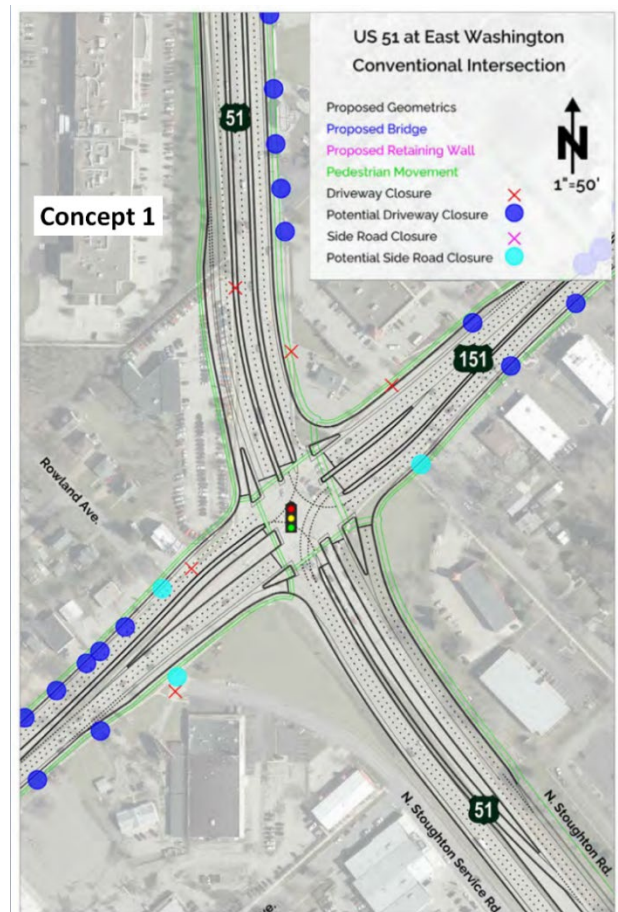 US 51 at East Washington
Conventional Intersection
Proposed Geometrics
Proposed Bridge
Proposed Retaining Wall
Pedestrian Movement
Driveway Closure
Potential Driveway Closure
Side Road Closure
Potential Side Road Closure
N
1"=50'
51
Concept 1
151
Rowland Ave.
51
N. Stoughton Service Rd.
N. Stoughton Rd.
ve.